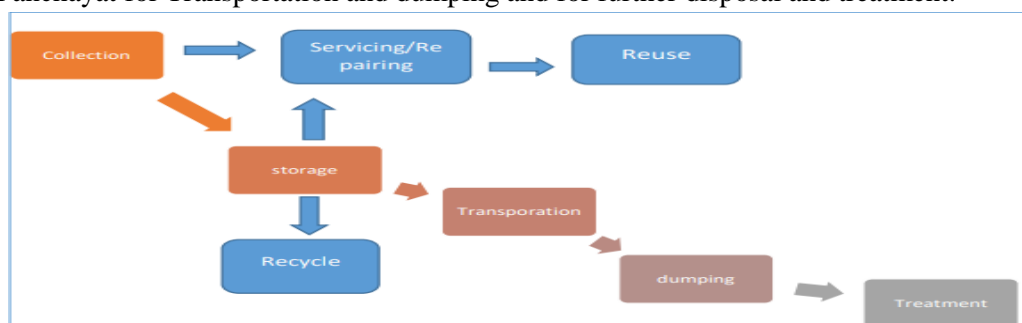 Panchayat for Transportation and dumping and for further disposal and treatment.
Collection
Servicing/Re
pairing
Reuse
storage
Transporation
Recycle
dumping
Treatment